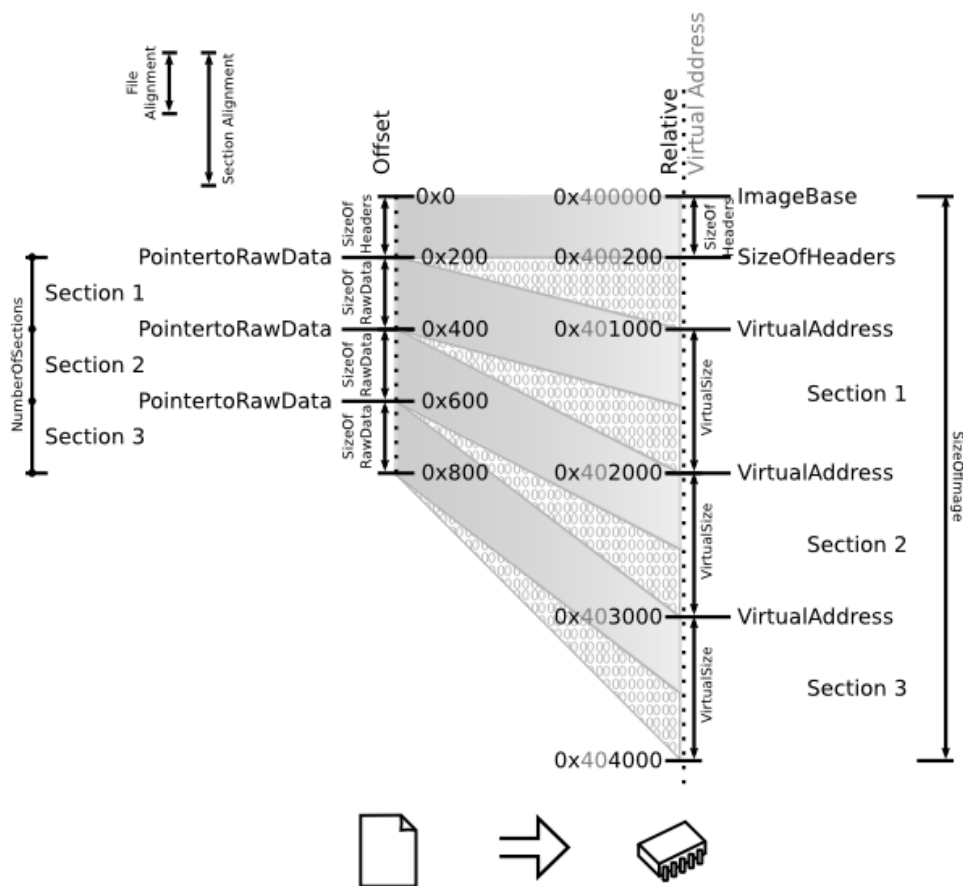 File
Alignment
Section Alignment
Offset
Relative
Virtual Address
0x0
0x400000
ImageBase
SizeOf
Headers
SizeOf
Headers
PointertoRawData
0x200
0x400200
SizeOfHeaders
NumberOfSections
Section 1
SizeOf
RawData
PointertoRawData
0x400
0x401000
VirtualAddress
Section 2
SizeOf
RawData
VirtualSize
Section 1
PointertoRawData
0x600
Section 3
SizeOf
RawData
0x800
0x402000
VirtualAddress
SizeOfImage
VirtualSize
Section 2
0x403000
VirtualAddress
VirtualSize
Section 3
0x404000